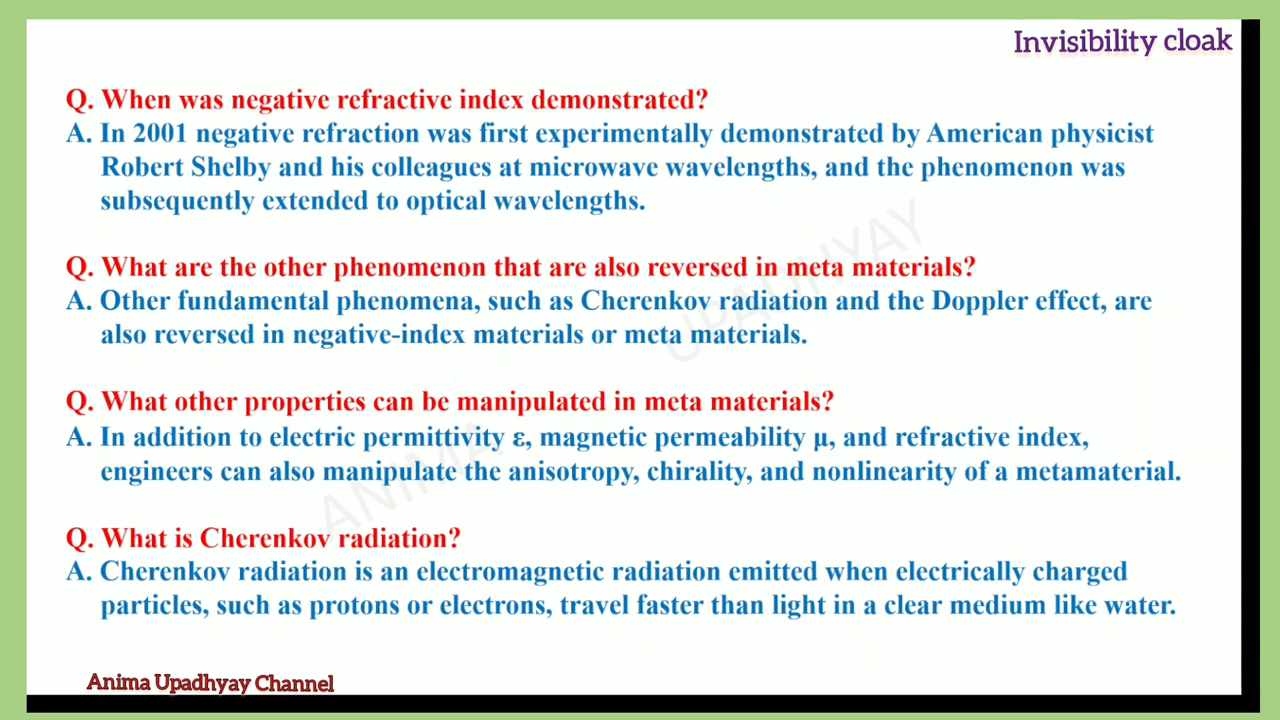 Invisibility cloak
Q. When was negative refractive index demonstrated?
A. In 2001 negative refraction was first experimentally demonstrated by American physicist
Robert Shelby and his colleagues at microwave wavelengths, and the phenomenon was
subsequently extended to optical wavelengths.
Q. What are the other phenomenon that are also reversed in meta materials?
A. Other fundamental phenomena, such as Cherenkov radiation and the Doppler effect, are
also reversed in negative-index materials or meta materials.
Q. What other properties can be manipulated in meta materials?
A. In addition to electric permittivity ε, magnetic permeability μ, and refractive index,
engineers can also manipulate the anisotropy, chirality, and nonlinearity of a metamaterial.
Q. What is Cherenkov radiation?
A. Cherenkov radiation is an electromagnetic radiation emitted when electrically charged
particles, such as protons or electrons, travel faster than light in a clear medium like water.
ANIMA UPADHYAY
Anima Upadhyay Channel